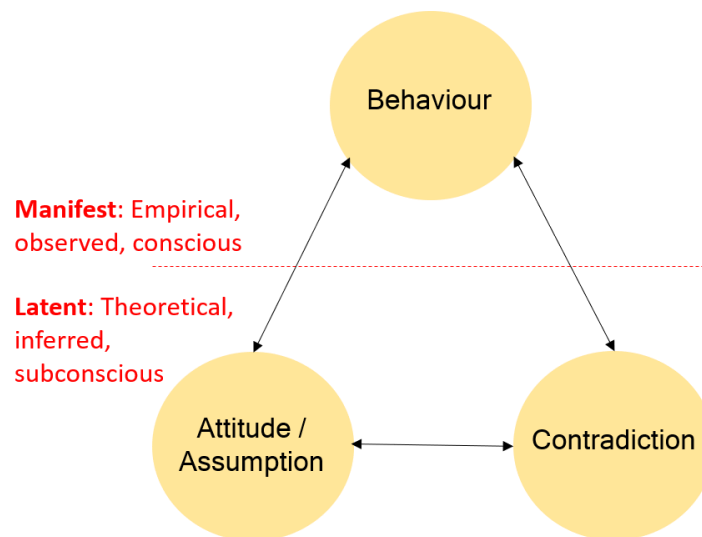 Behaviour
Manifest: Empirical,
observed, conscious
Latent: Theoretical,
inferred,
subconscious
Attitude /
Assumption
Contradiction